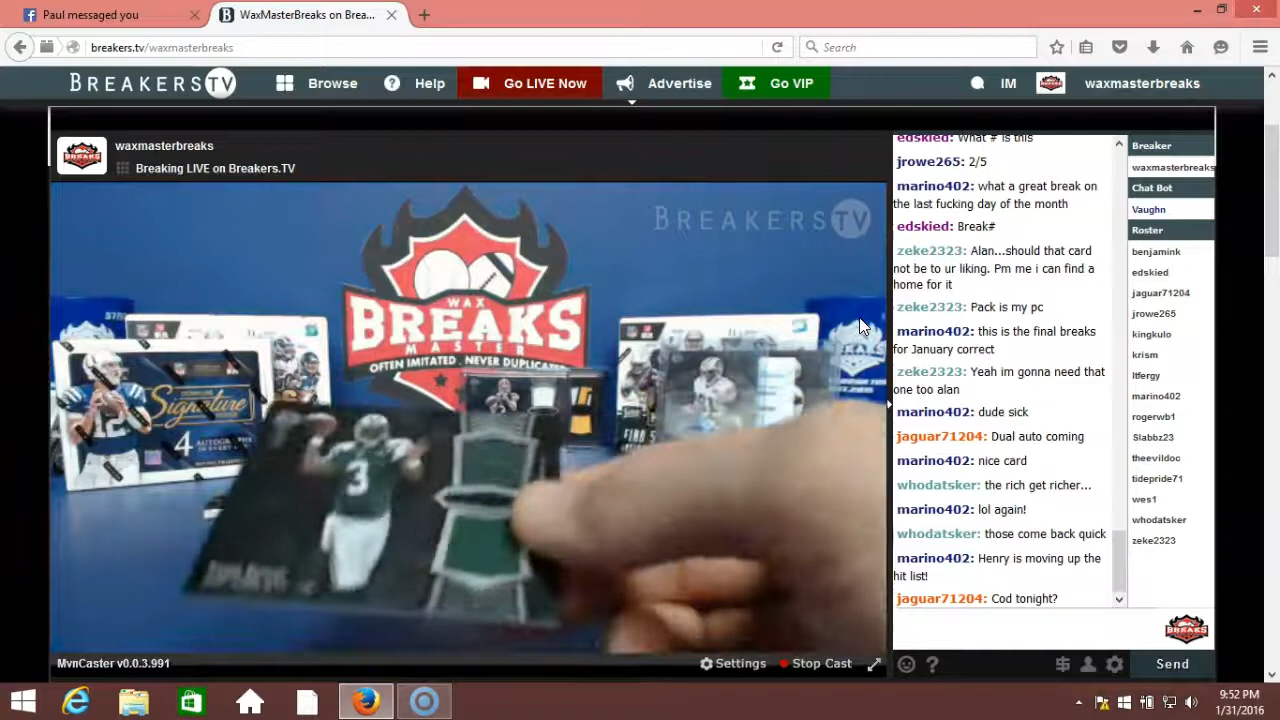 Paul messaged you
WaxMasterBreaks on Brea...
breakers.tv/waxmasterbreaks
Search
BREAKERSTV
Browse
Help
Go LIVE Now
Advertise
Go VIP
IM
waxmasterbreaks
waxmasterbreaks
Breaking LIVE on Breakers.TV
BREAKERSTV
WAX
BREAKS
MASTER
OFTEN IMITATED. NEVER DUPLICATED
Signature
4
AUTOGRAPHS
12
3
edskied: What # is this
jrowe265: 2/5
marino402: what a great break on
the last fucking day of the month
edskied: Break#
zeke2323: Alan...should that card
not be to ur liking. Pm me i can find a
home for it
zeke2323: Pack is my pc
marino402: this is the final breaks
for January correct
zeke2323: Yeah im gonna need that
one too alan
marino402: dude sick
jaguar71204: Dual auto coming
marino402: nice card
whodatsker: the rich get richer...
marino402: lol again!
whodatsker: those come back quick
marino402: Henry is moving up the
hit list!
jaguar71204: Cod tonight?
Breaker
waxmasterbreaks
Chat Bot
Vaughn
Roster
benjamink
edskied
jaguar71204
jrowe265
kingkulo
krism
ltfergy
marino402
rogerwb1
Slabbz23
theevildoc
tidepride71
wes1
whodatsker
zeke2323
BREAKS
MvnCaster v0.0.3.991
Settings
Stop Cast
Send
9:52 PM
1/31/2016